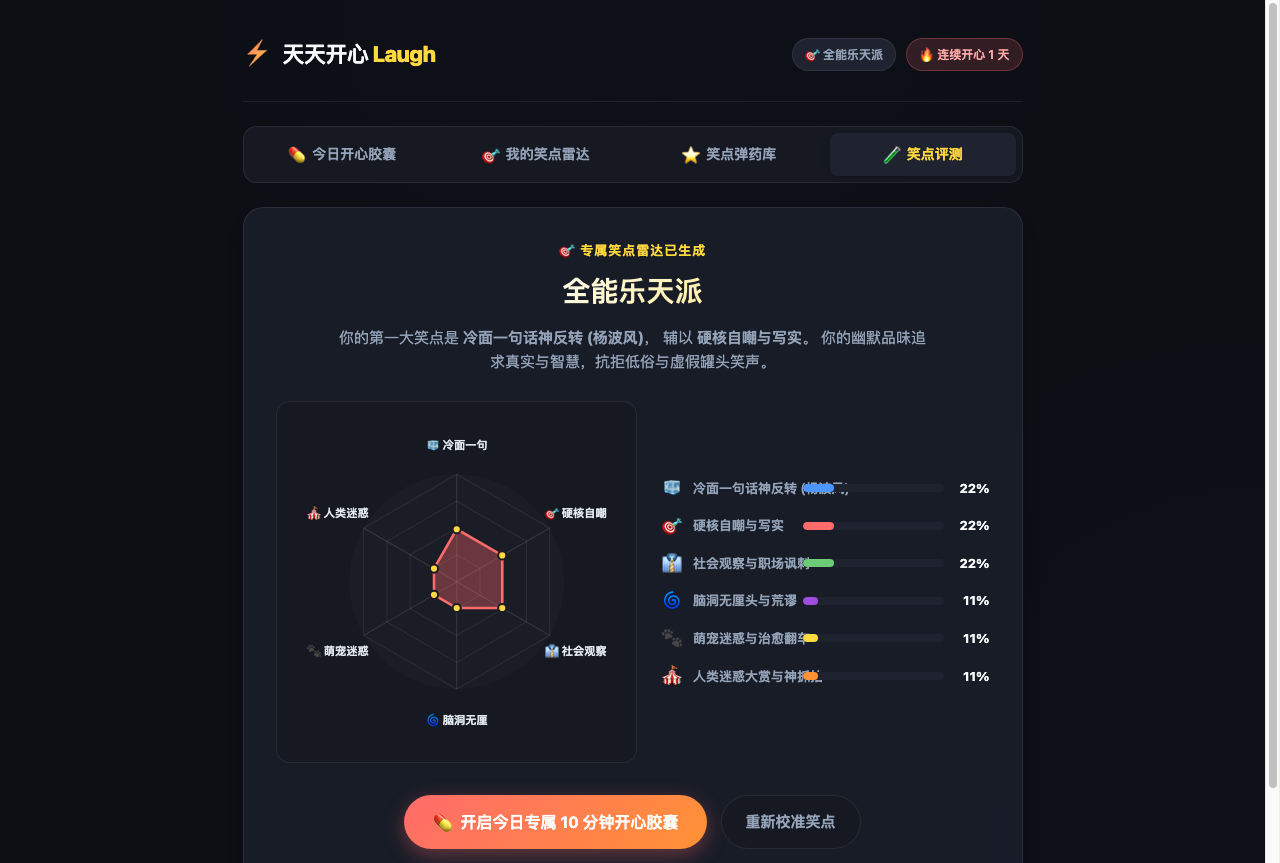 天天开心 Laugh
全能乐天派
连续开心 1 天
今日开心胶囊
我的笑点雷达
笑点弹药库
笑点评测
专属笑点雷达已生成
全能乐天派
你的第一大笑点是 冷面一句话神反转 (杨波风)， 辅以 硬核自嘲与写实。 你的幽默品味追
求真实与智慧，抗拒低俗与虚假罐头笑声。
冷面一句
硬核自嘲
社会观察
脑洞无厘
萌宠迷惑
人类迷惑
冷面一句话神反转 (杨波风) 22%
硬核自嘲与写实 22%
社会观察与职场讽刺 22%
脑洞无厘头与荒谬 11%
萌宠迷惑与治愈翻车 11%
人类迷惑大赏与神 11%
开启今日专属 10 分钟开心胶囊
重新校准笑点